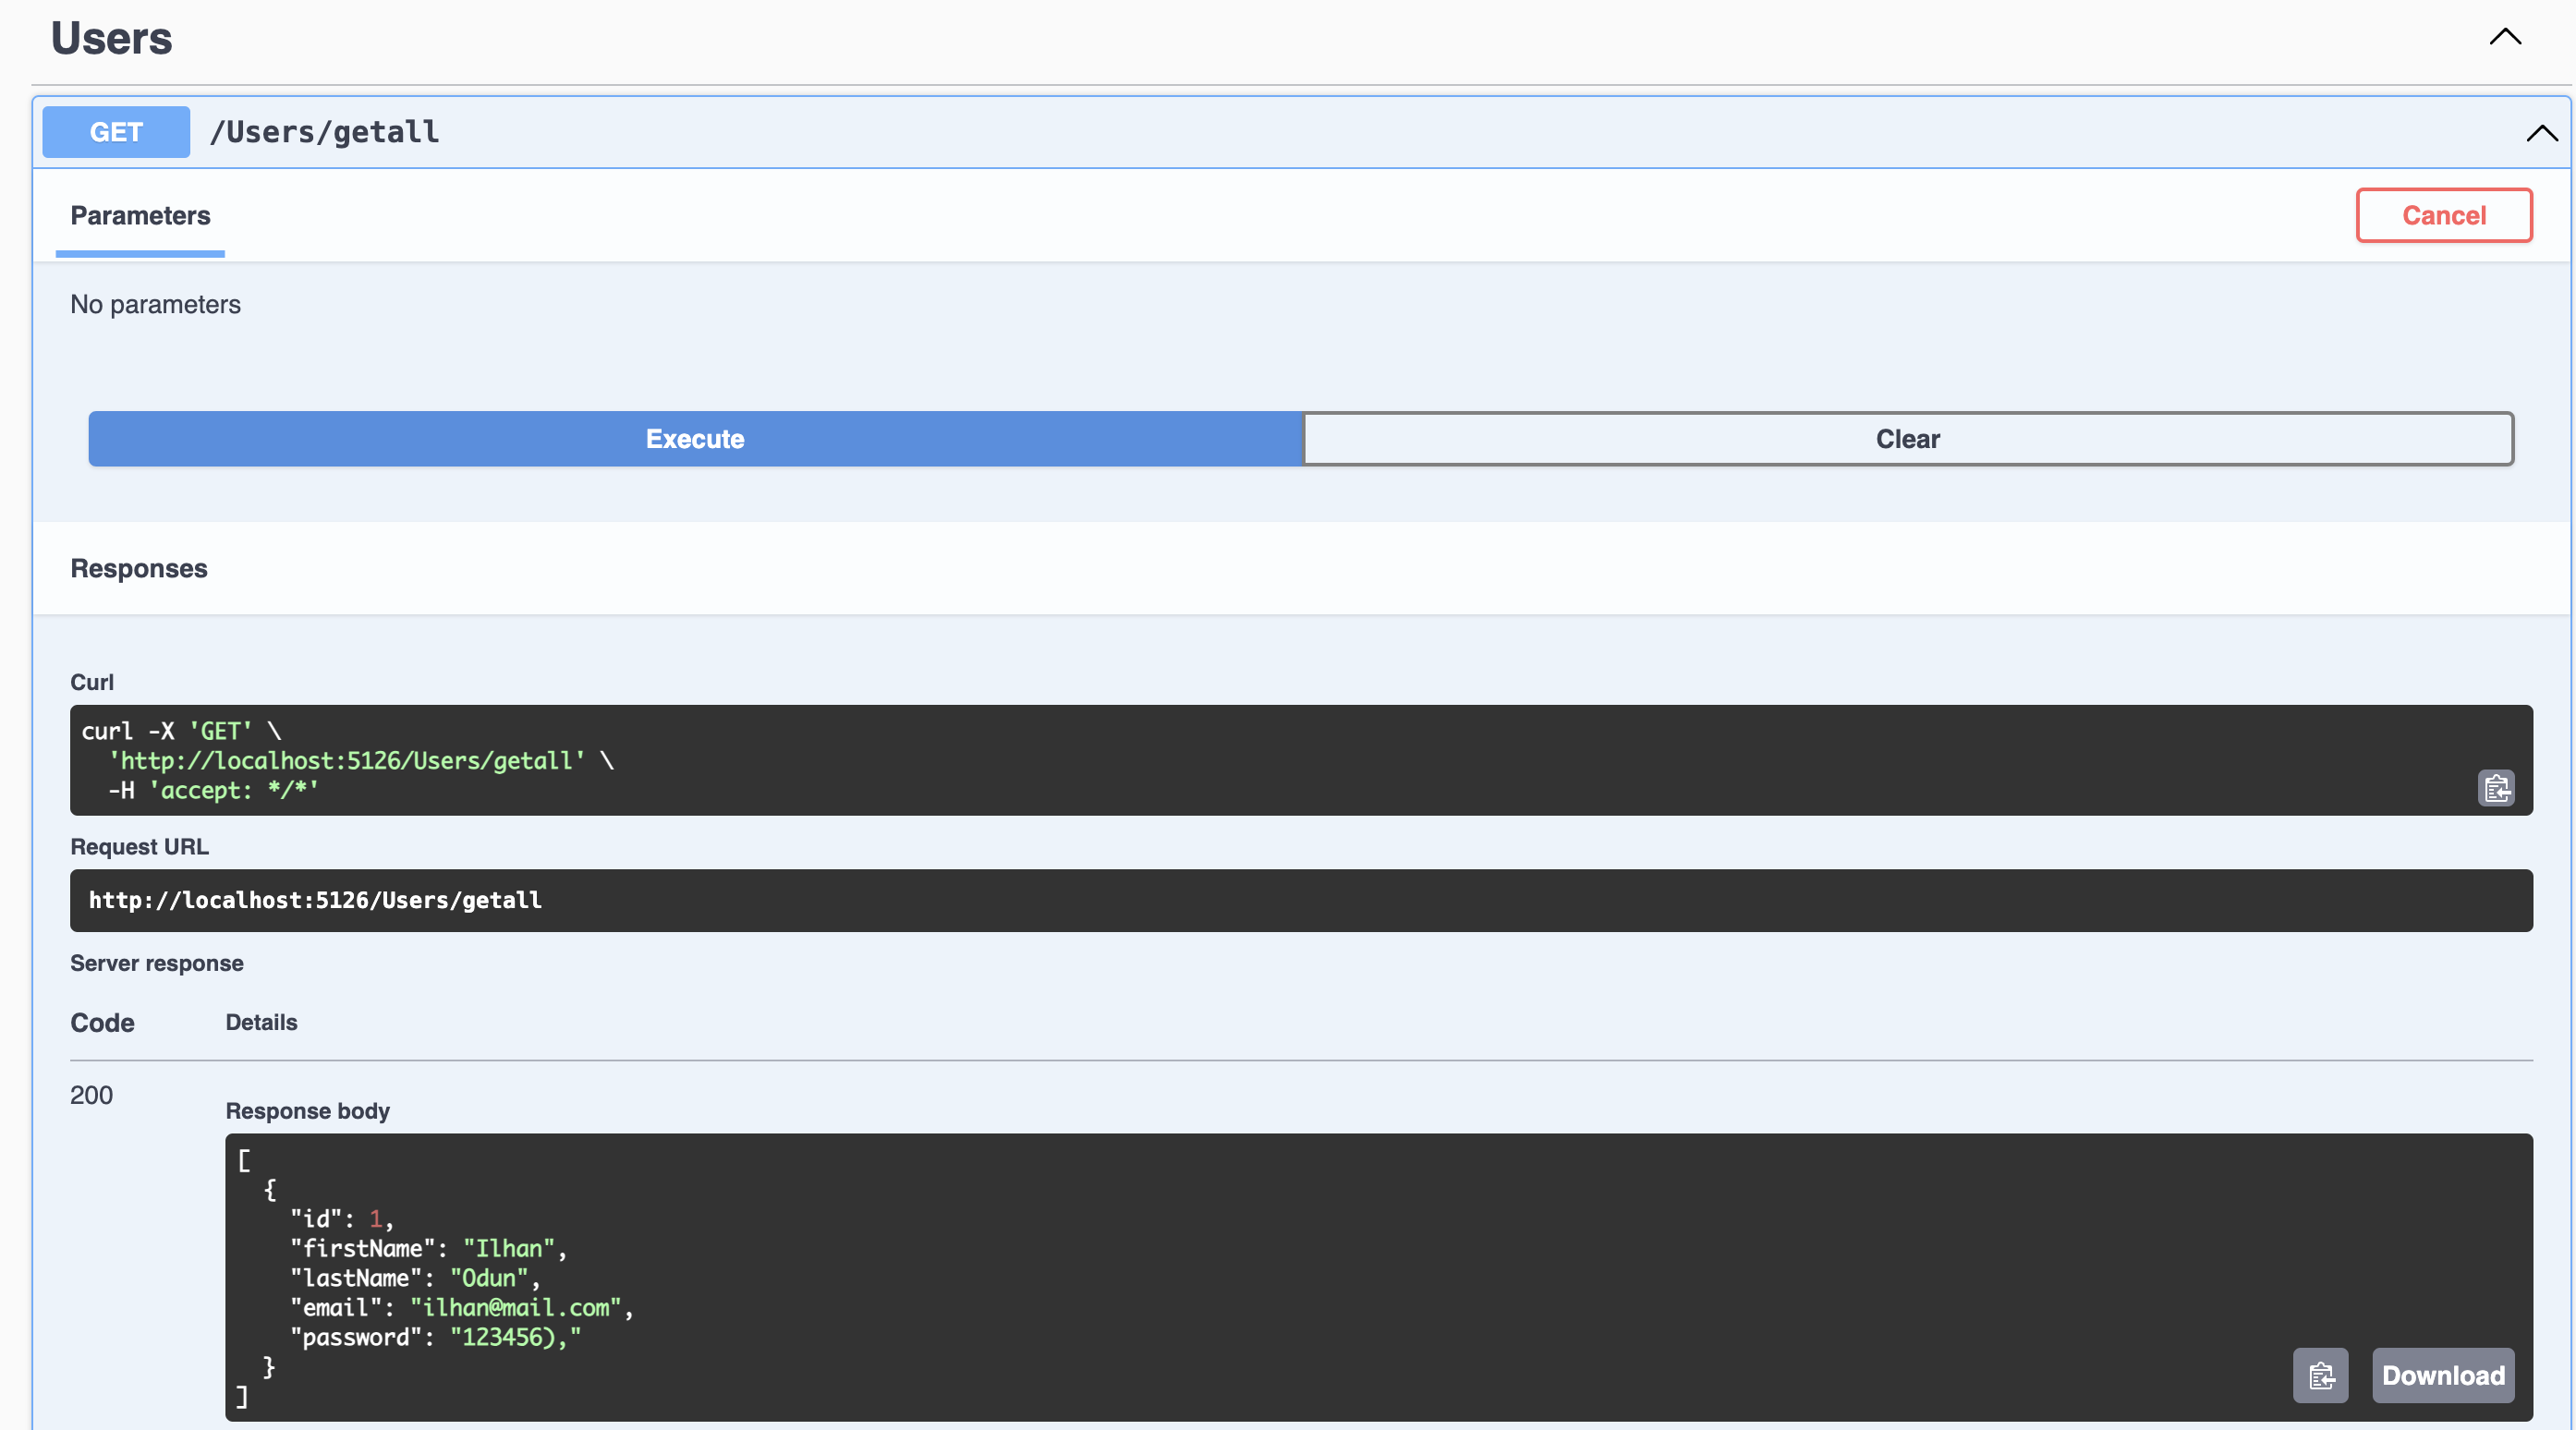 Users
GET /Users/getall
Parameters
Cancel
No parameters
Execute
Clear
Responses
Curl
curl -X 'GET' \
  'http://localhost:5126/Users/getall' \
  -H 'accept: */*'
Request URL
http://localhost:5126/Users/getall
Server response
Code Details
200
Response body
[
  {
    "id": 1,
    "firstName": "Ilhan",
    "lastName": "Odun",
    "email": "ilhan@mail.com",
    "password": "123456),"
  }
]
Download